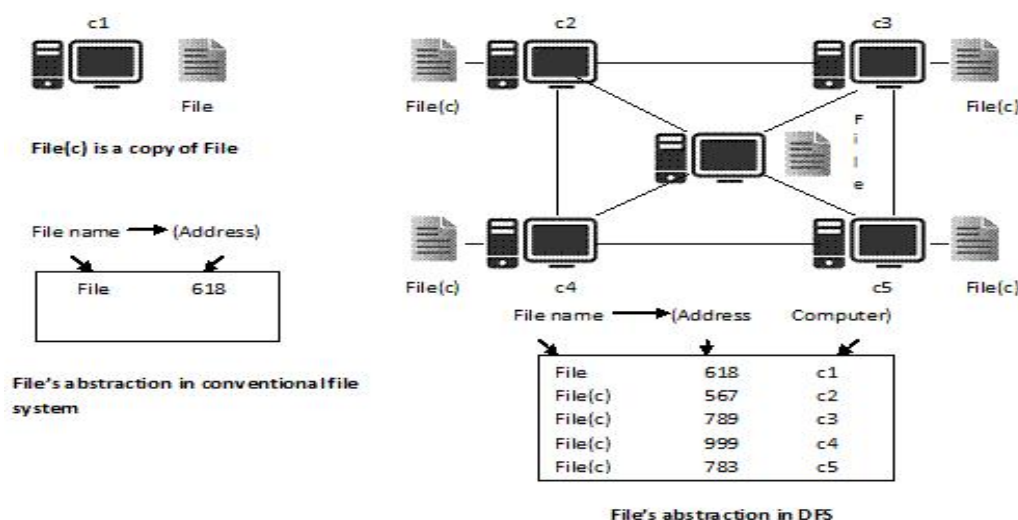 c1
File
File(c) is a copy of File
File name (Address)
File 618
File's abstraction in conventional file
system
c2 c3
File(c) File(c)
File
File(c) c4 c5 File(c)
File name (Address Computer)
File 618 c1
File(c) 567 c2
File(c) 789 c3
File(c) 999 c4
File(c) 783 c5
File's abstraction in DFS